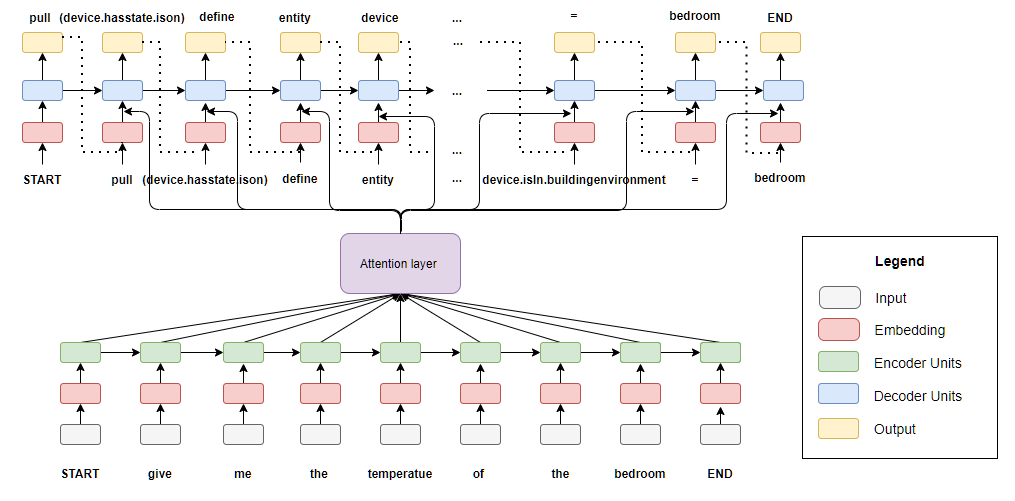 pull (device.hasstate.ison) define entity device ... = bedroom END
...
...
...
START pull (device.hasstate.ison) define entity ... device.isIn.buildingenvironment = bedroom
Attention layer
Legend
Input
Embedding
Encoder Units
Decoder Units
Output
START give me the temperatue of the bedroom END